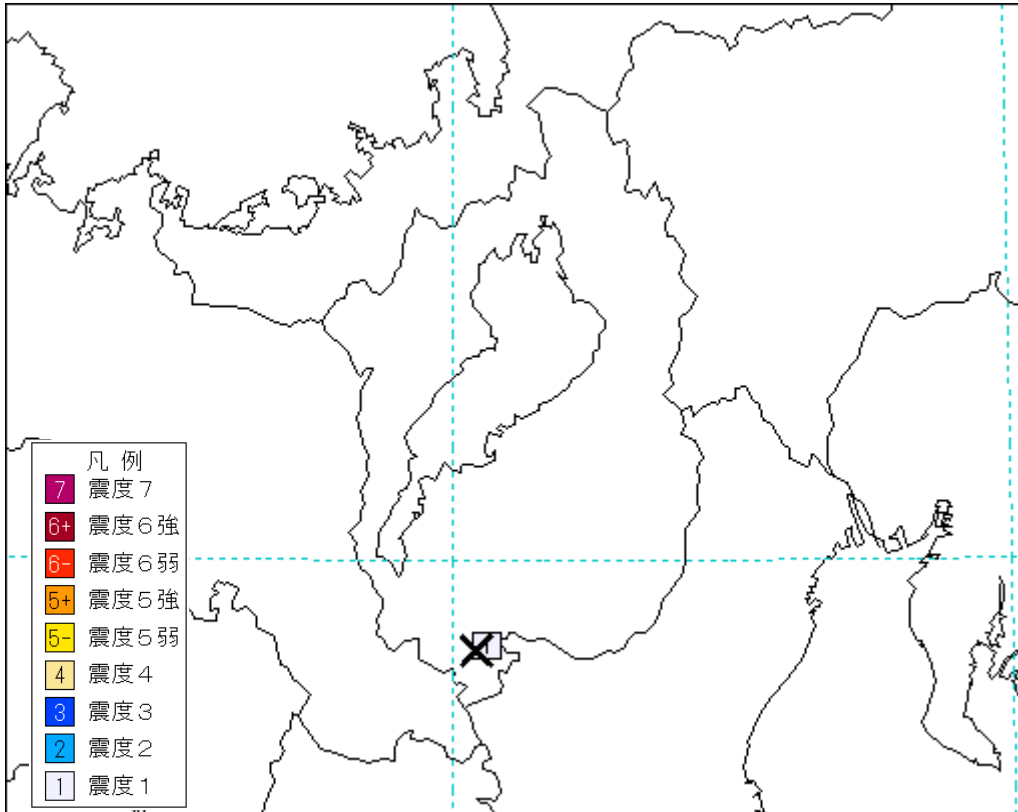 凡 例
7 震度７
6+ 震度６強
6- 震度６弱
5+ 震度５強
5- 震度５弱
4 震度４
3 震度３
2 震度２
1 震度１
1